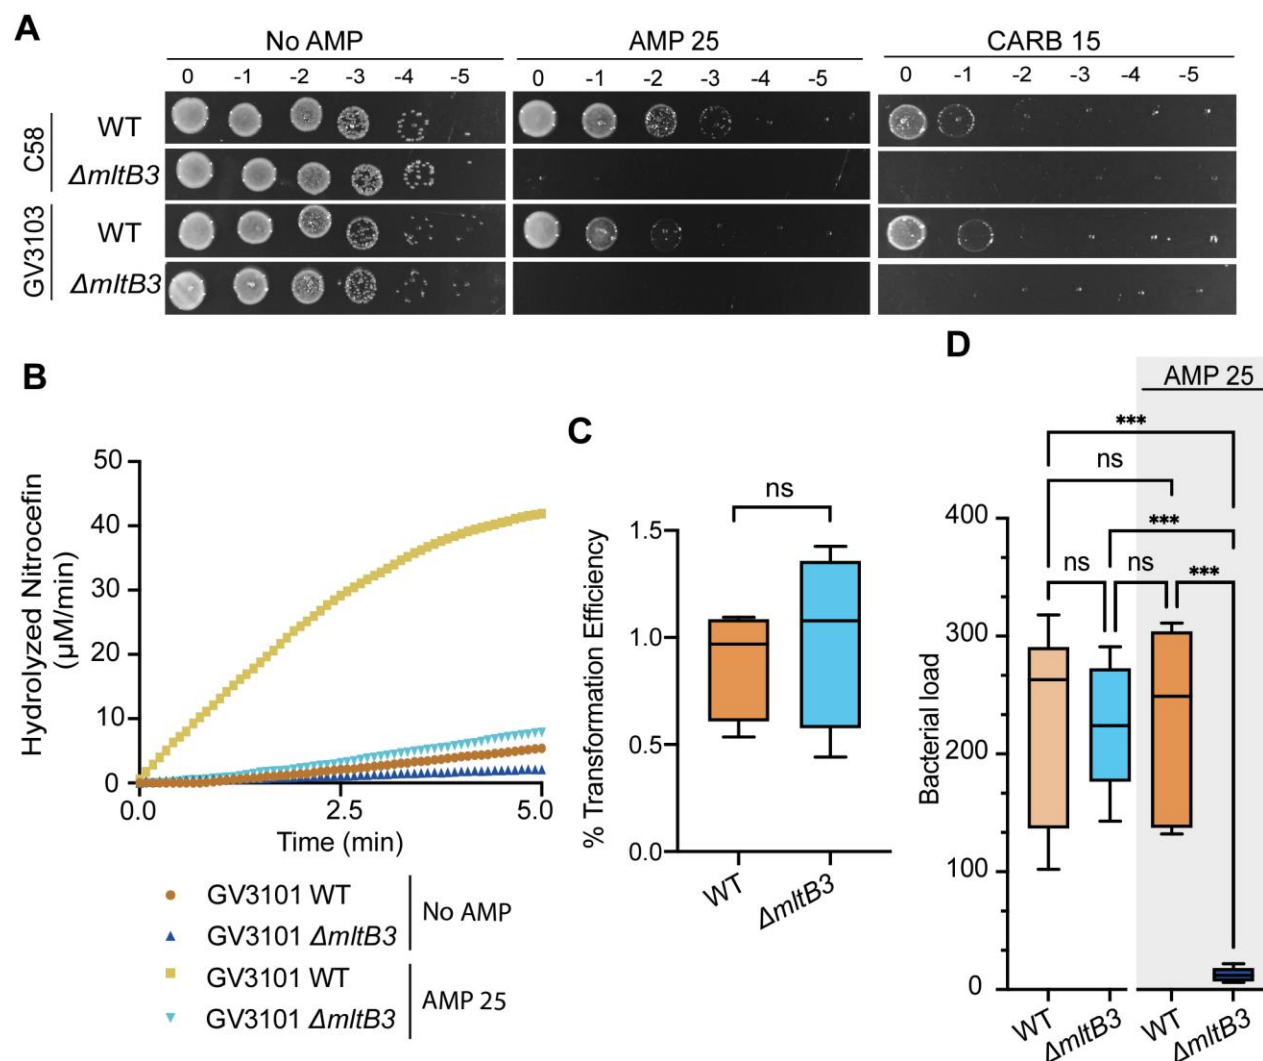 A
No AMP AMP 25 CARB 15
0 -1 -2 -3 -4 -5 0 -1 -2 -3 -4 -5 0 -1 -2 -4 -5
C58
WT
ΔmltB3
GV3103
WT
ΔmltB3
B
50
40
30
20
10
0
Hydrolyzed Nitrocefin
(µM/min)
0.0 2.5 5.0
Time (min)
GV3101 WT
GV3101 ΔmltB3
No AMP
GV3101 WT
GV3101 ΔmltB3
AMP 25
C
ns
1.5
1.0
0.5
0.0
% Transformation Efficiency
WT ΔmltB3
D
AMP 25
***
ns
***
ns ns ***
400
300
200
100
0
Bacterial load
WT ΔmltB3 WT ΔmltB3